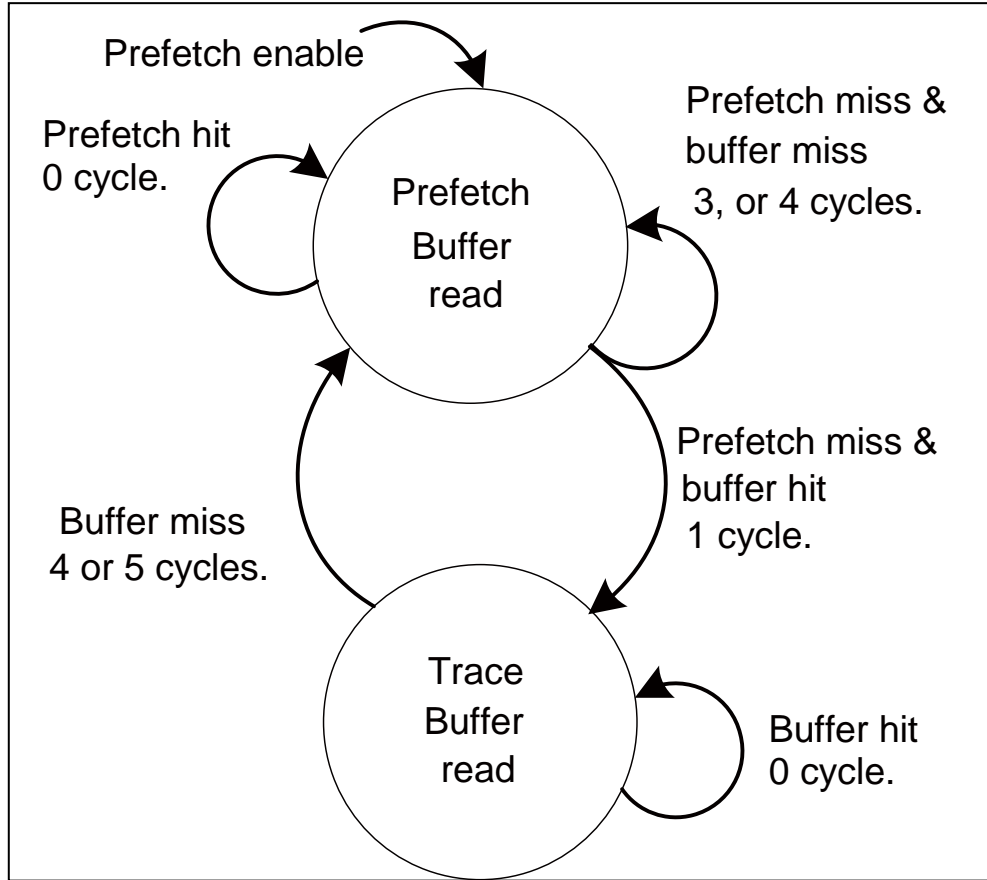 Prefetch enable
Prefetch hit
0 cycle.
Prefetch miss &
buffer miss
3, or 4 cycles.
Prefetch
Buffer
read
Prefetch miss &
buffer hit
1 cycle.
Buffer miss
4 or 5 cycles.
Trace
Buffer
read
Buffer hit
0 cycle.